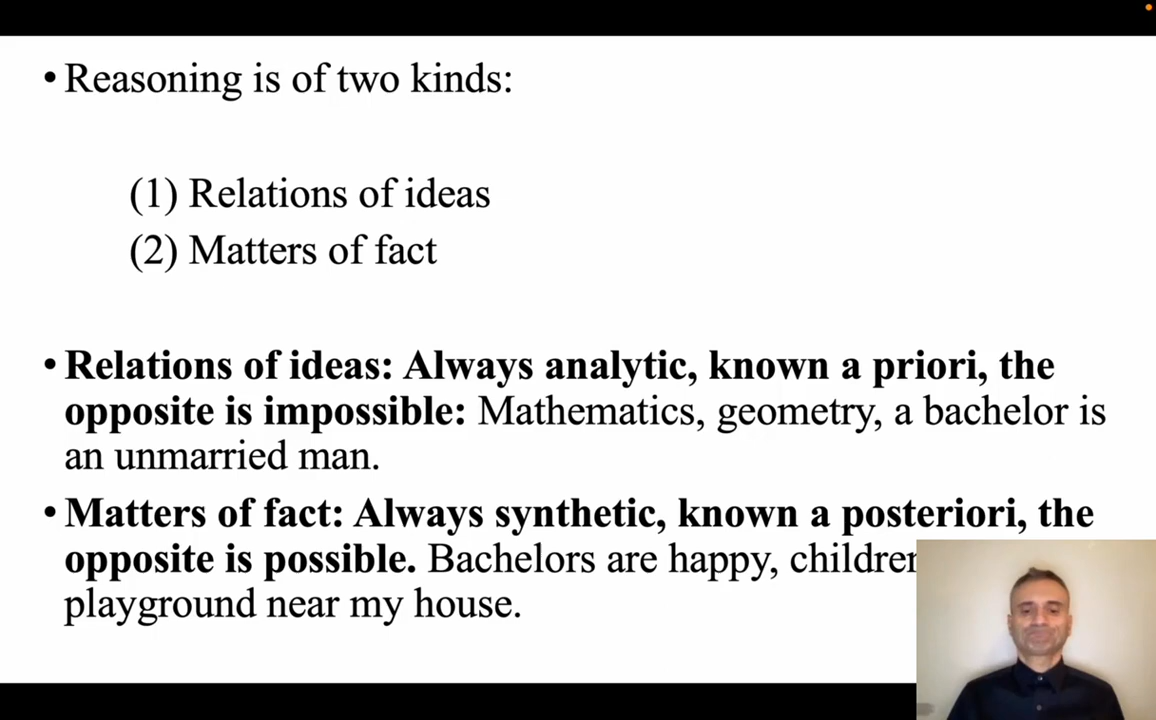 • Reasoning is of two kinds:
(1) Relations of ideas
(2) Matters of fact
• Relations of ideas: Always analytic, known a priori, the
opposite is impossible: Mathematics, geometry, a bachelor is
an unmarried man.
• Matters of fact: Always synthetic, known a posteriori, the
opposite is possible. Bachelors are happy,
playground near my house.